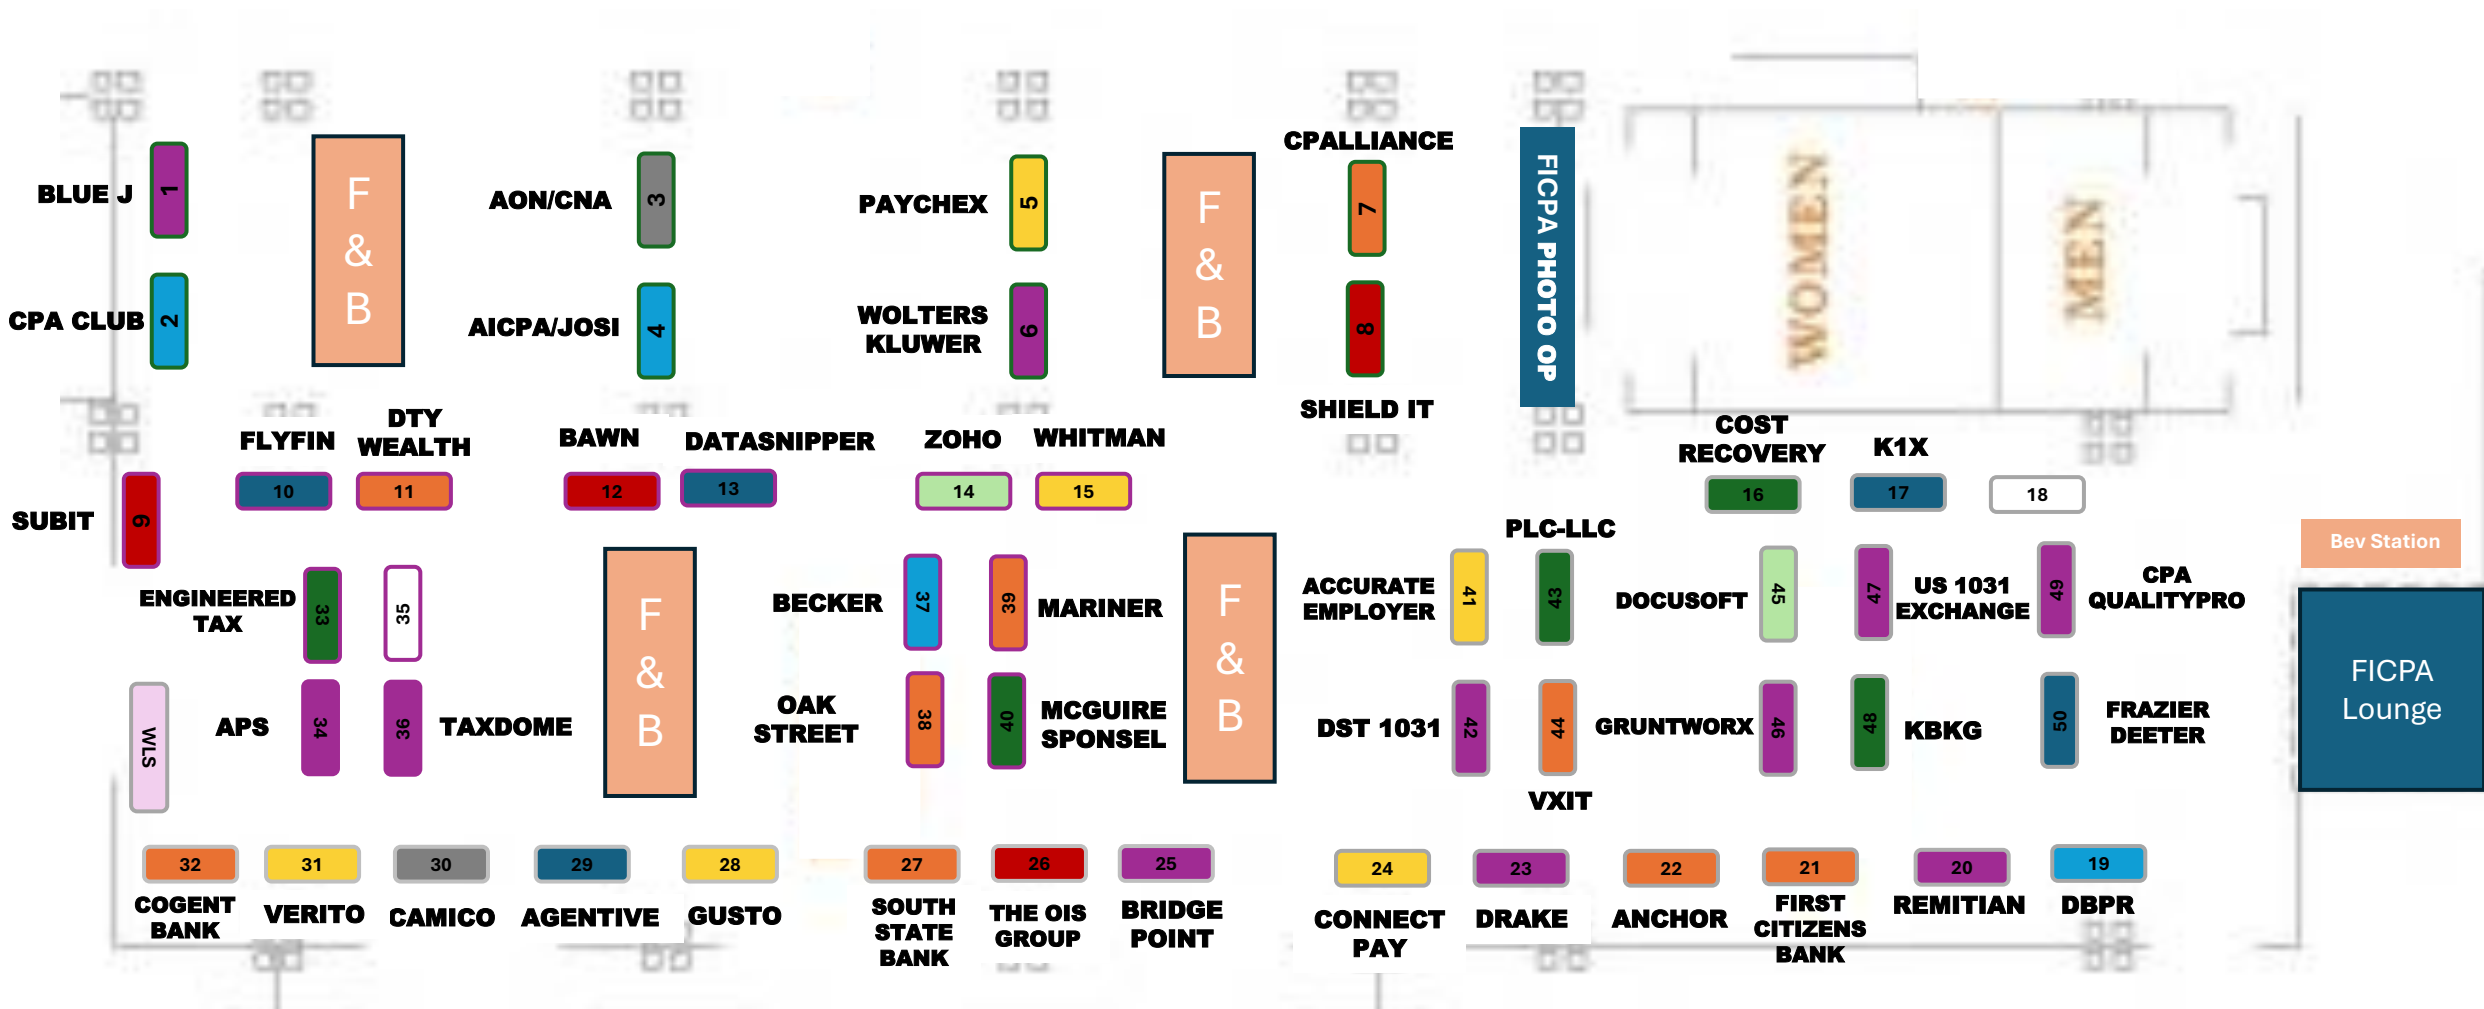 BLUE J
1
CPA CLUB
2
F
&
B
AON/CNA
3
AICPA/JOSI
4
PAYCHEX
5
WOLTERS
KLUWER
6
F
&
B
CPALLIANCE
7
8
SHIELD IT
FICPA PHOTO OP
WOMEN
MEN
SUBIT
9
FLYFIN
10
DTY
WEALTH
11
BAWN
12
DATASNIPPER
13
ZOHO
14
WHITMAN
15
COST
RECOVERY
16
K1X
17
18
ENGINEERED
TAX
33
35
WLS
APS
34
36
TAXDOME
F
&
B
BECKER
37
39
MARINER
OAK
STREET
38
40
MCGUIRE
SPONSEL
F
&
B
ACCURATE
EMPLOYER
41
PLC-LLC
43
DOCUSOFT
45
47
US 1031
EXCHANGE
49
CPA
QUALITYPRO
DST 1031
42
44
VXIT
GRUNTWORX
46
48
KBKG
50
FRAZIER
DEETER
Bev Station
FICPA
Lounge
32
COGENT
BANK
31
VERITO
30
CAMICO
29
AGENTIVE
28
GUSTO
27
SOUTH
STATE
BANK
26
THE OIS
GROUP
25
BRIDGE
POINT
24
CONNECT
PAY
23
DRAKE
22
ANCHOR
21
FIRST
CITIZENS
BANK
20
REMITIAN
19
DBPR